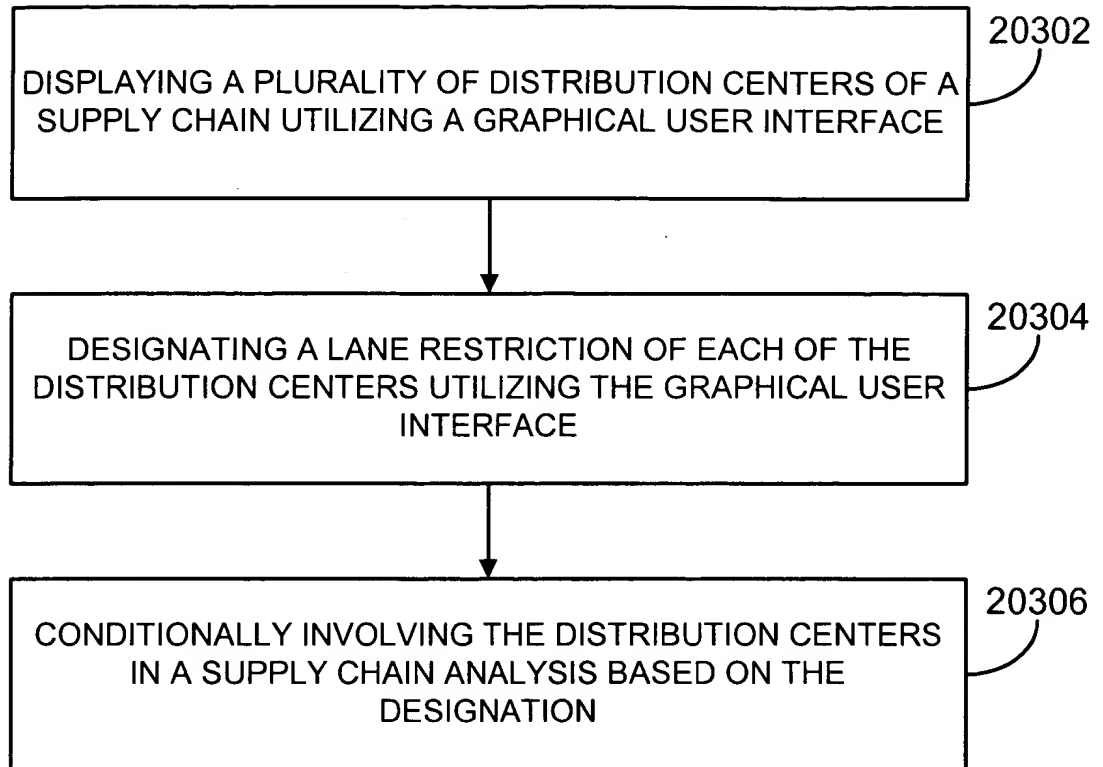 20302
DISPLAYING A PLURALITY OF DISTRIBUTION CENTERS OF A
SUPPLY CHAIN UTILIZING A GRAPHICAL USER INTERFACE
20304
DESIGNATING A LANE RESTRICTION OF EACH OF THE
DISTRIBUTION CENTERS UTILIZING THE GRAPHICAL USER
INTERFACE
20306
CONDITIONALLY INVOLVING THE DISTRIBUTION CENTERS
IN A SUPPLY CHAIN ANALYSIS BASED ON THE
DESIGNATION